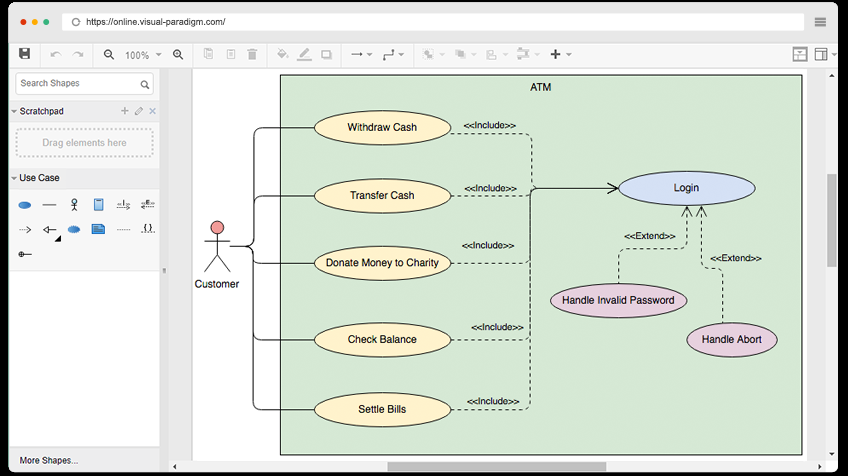 https://online.visual-paradigm.com/
100%
Search Shapes
Scratchpad
Drag elements here
Use Case
More Shapes...
ATM
Customer
Withdraw Cash
<<Include>>
Transfer Cash
<<Include>>
Login
Donate Money to Charity
<<Include>>
<<Extend>>
<<Extend>>
Handle Invalid Password
Check Balance
<<Include>>
Handle Abort
Settle Bills
<<Include>>